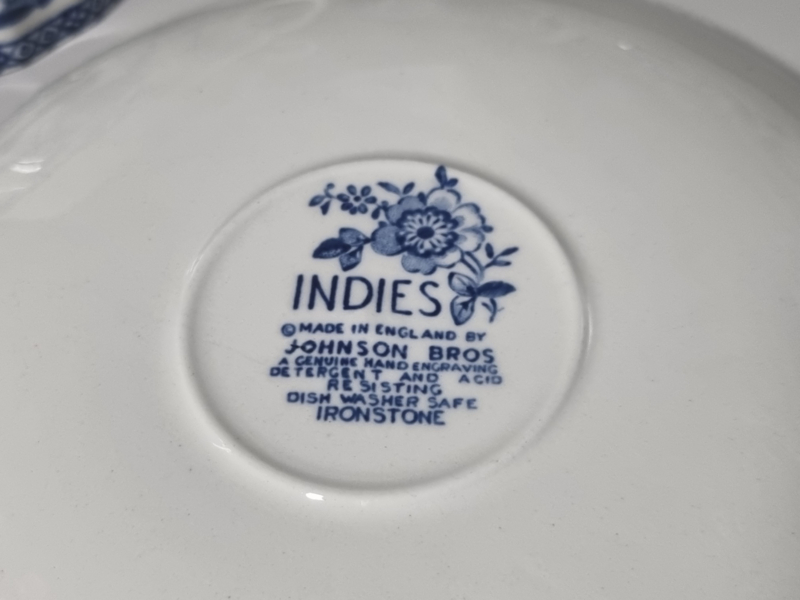 INDIES
©MADE IN ENGLAND BY
JOHNSON BROS
A GENUINE HAND ENGRAVING
DETERGENT AND ACID
RESISTING
DISH WASHER SAFE
IRONSTONE